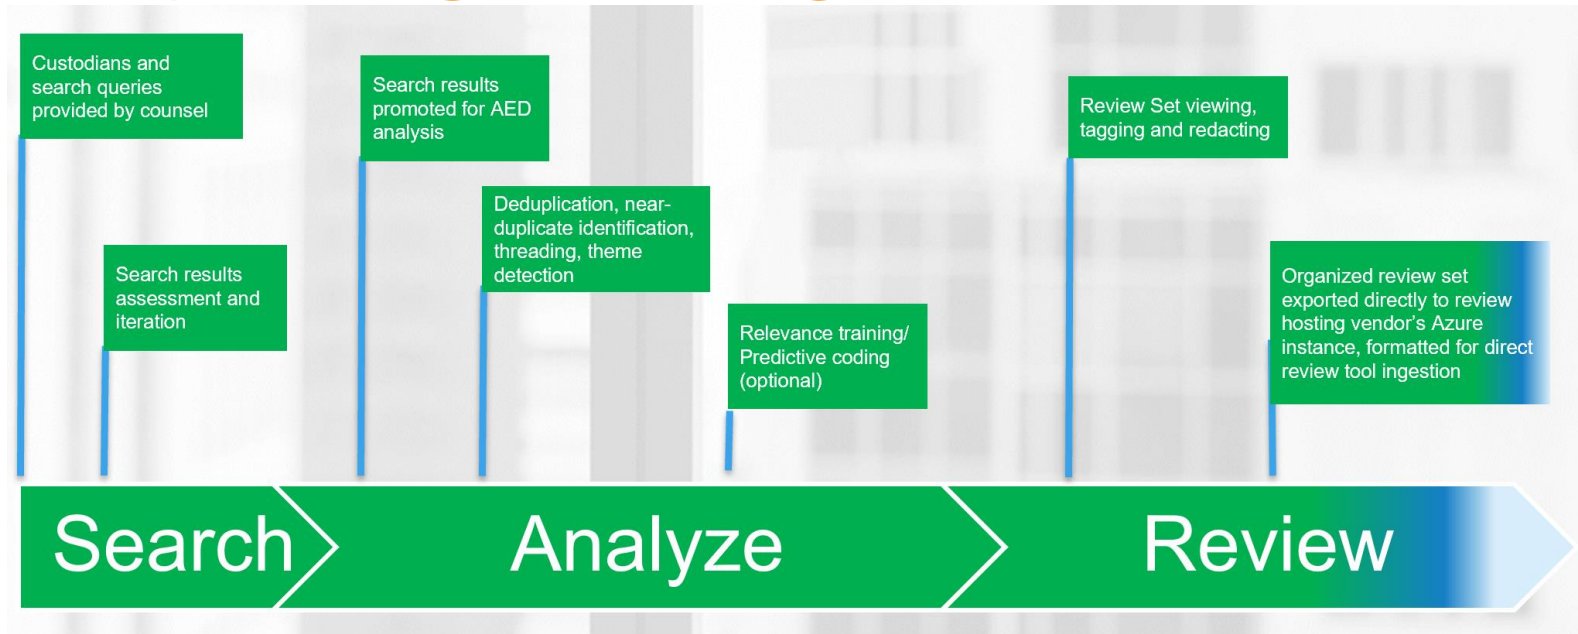 Custodians and
search queries
provided by counsel
Search results
assessment and
iteration
Search results
promoted for AED
analysis
Deduplication, near-
duplicate identification,
threading, theme
detection
Relevance training/
Predictive coding
(optional)
Review Set viewing,
tagging and redacting
Organized review set
exported directly to review
hosting vendor’s Azure
instance, formatted for direct
review tool ingestion
Search
Analyze
Review